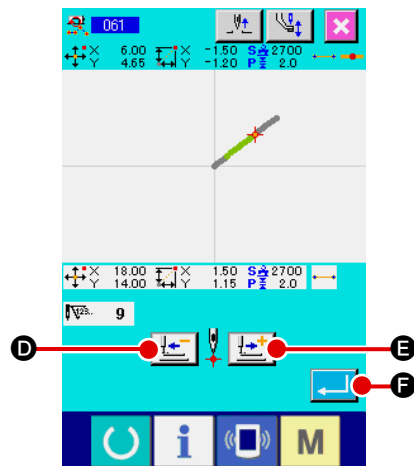 061
X 6.00 X -1.50 S 2700
Y 4.65 Y -1.20 P 2.0
X 18.00 X 1.50 S 2700
Y 14.00 Y 1.15 P 2.0
123.. 9
D − + E
F
i M